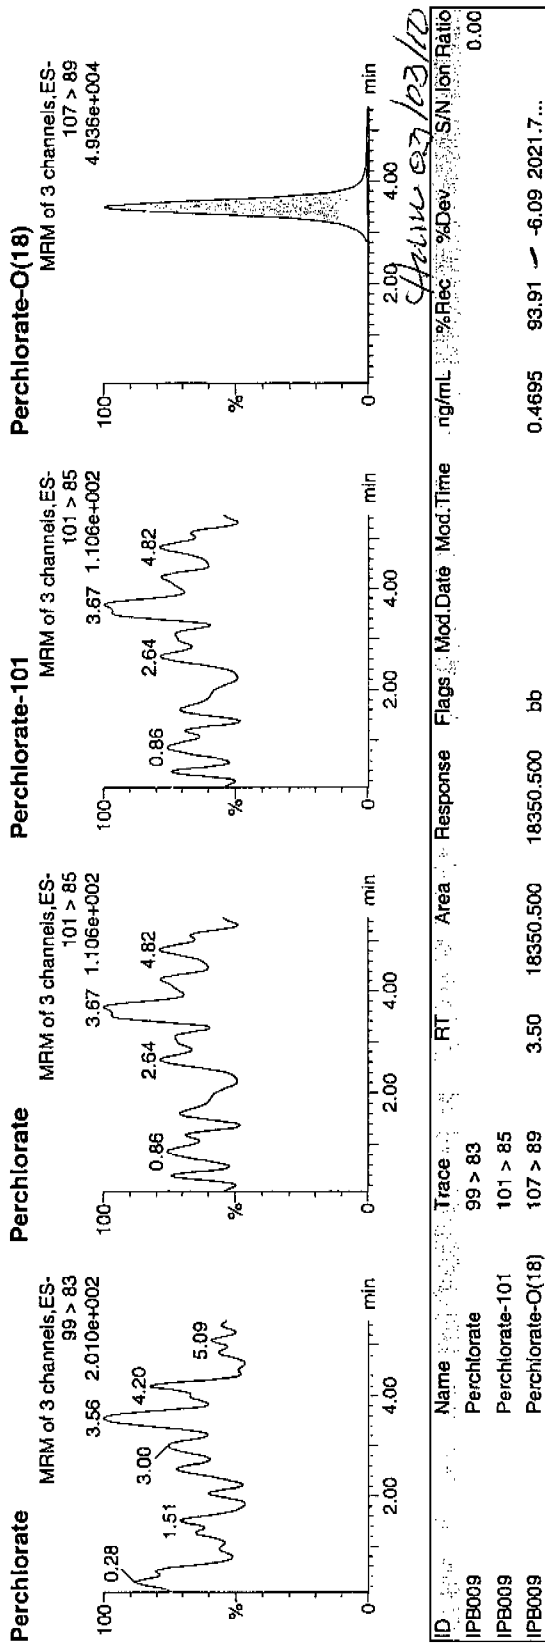 Perchlorate
MRM of 3 channels,ES-
99 > 83
3.56 2.010e+002
100
0.28
4.20
3.00
1.51
5.09
%
0
2.00
4.00
min
Perchlorate
MRM of 3 channels,ES-
101 > 85
3.67 1.106e+002
100
0.86
2.64
4.82
%
0
2.00
4.00
min
Perchlorate-101
MRM of 3 channels,ES-
101 > 85
3.67 1.106e+002
100
0.86
2.64
4.82
%
0
2.00
4.00
min
Perchlorate-O(18)
MRM of 3 channels,ES-
107 > 89
4.936e+004
100
%
0
2.00
4.00
min
03/03/10
ID Name Trace RT Area Response Flags Mod.Date Mod.Time ng/mL %Rec %Dev S/N Ion Ratio
IPB009 Perchlorate 99 > 83 0.00
IPB009 Perchlorate-101 101 > 85
IPB009 Perchlorate-O(18) 107 > 89 3.50 18350.500 18350.500 bb 0.4695 93.91 -6.09 2021.7...